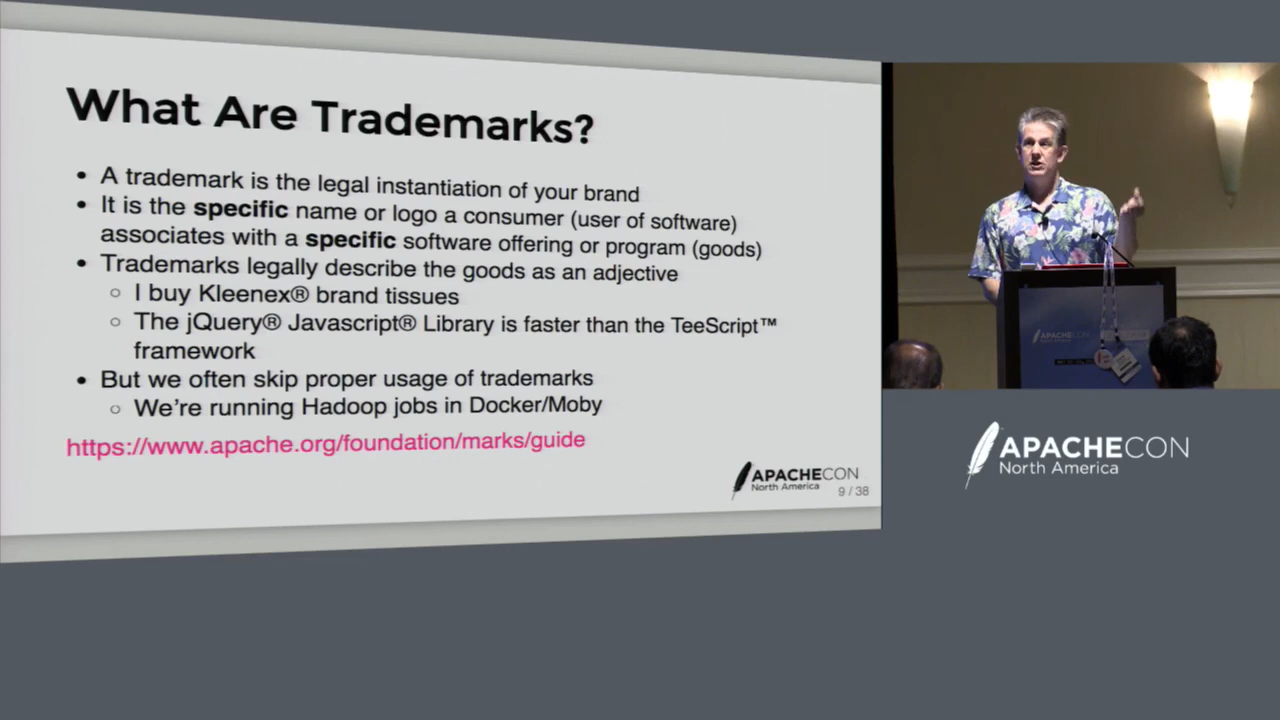 What Are Trademarks?
• A trademark is the legal instantiation of your brand
• It is the specific name or logo a consumer (user of software)
associates with a specific software offering or program (goods)
• Trademarks legally describe the goods as an adjective
○ I buy Kleenex® brand tissues
○ The jQuery® Javascript® Library is faster than the TeeScript™
framework
• But we often skip proper usage of trademarks
○ We're running Hadoop jobs in Docker/Moby
https://www.apache.org/foundation/marks/guide
APACHECON
North America
9 / 38
APACHECON
APACHECON
North America